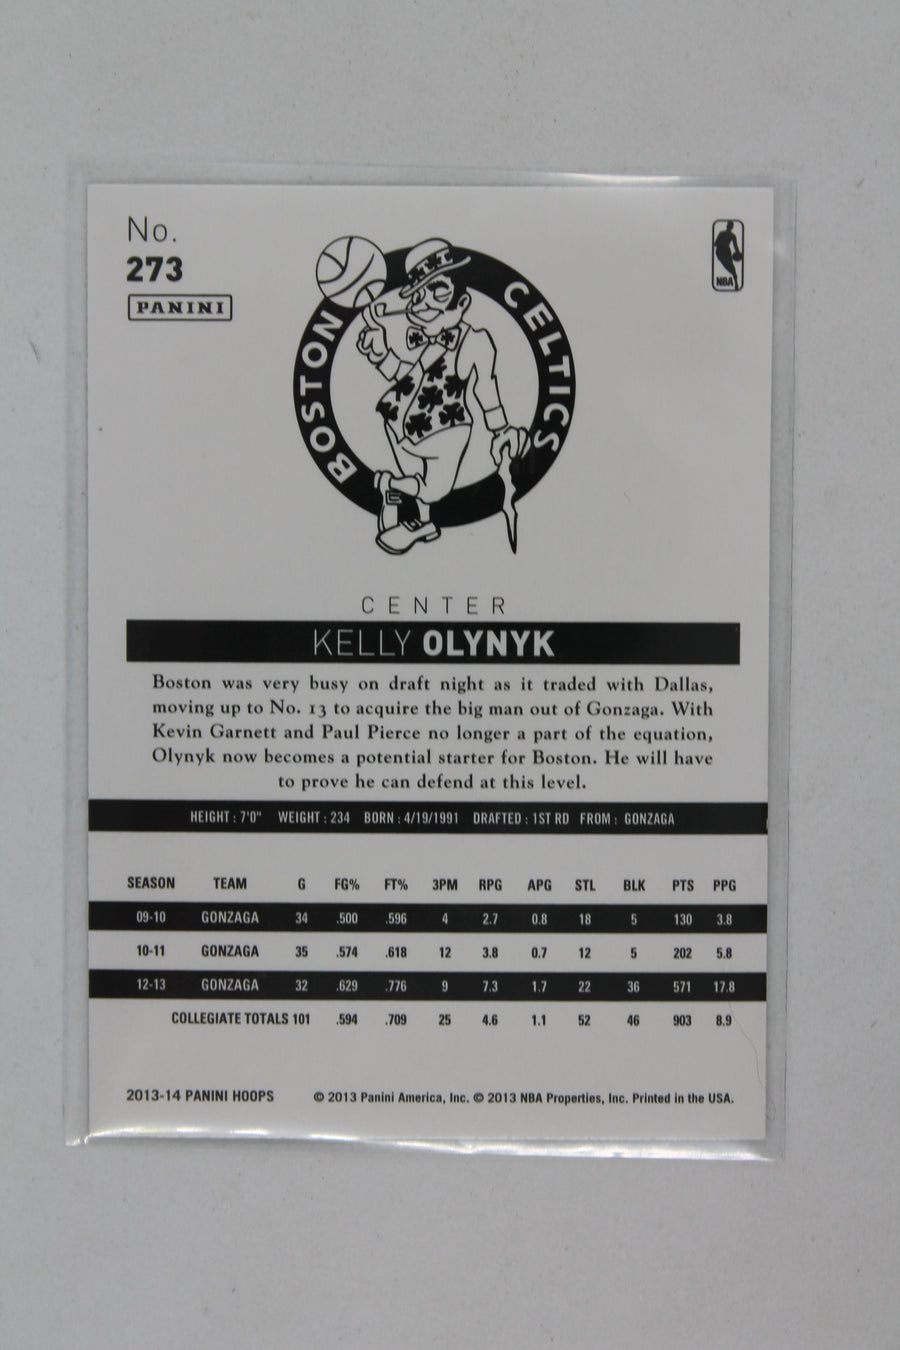 No.
273
PANINI
NBA
BOSTON CELTICS
CENTER
KELLY OLYNYK
Boston was very busy on draft night as it traded with Dallas,
moving up to No. 13 to acquire the big man out of Gonzaga. With
Kevin Garnett and Paul Pierce no longer a part of the equation,
Olynyk now becomes a potential starter for Boston. He will have
to prove he can defend at this level.
HEIGHT : 7'0" WEIGHT : 234 BORN : 4/19/1991 DRAFTED : 1ST RD FROM : GONZAGA
SEASON TEAM G FG% FT% 3PM RPG APG STL BLK PTS PPG
09-10 GONZAGA 34 .500 .596 4 2.7 0.8 18 5 130 3.8
10-11 GONZAGA 35 .574 .618 12 3.8 0.7 12 5 202 5.8
12-13 GONZAGA 32 .629 .776 9 7.3 1.7 22 36 571 17.8
COLLEGIATE TOTALS 101 .594 .709 25 4.6 1.1 52 46 903 8.9
2013-14 PANINI HOOPS © 2013 Panini America, Inc. © 2013 NBA Properties, Inc. Printed in the USA.